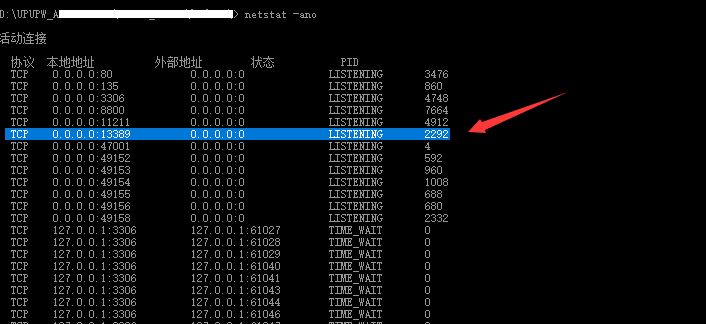 D:\UPUPW_A > netstat -ano
活动连接
协议 本地地址 外部地址 状态 PID
TCP 0.0.0.0:80 0.0.0.0:0 LISTENING 3476
TCP 0.0.0.0:135 0.0.0.0:0 LISTENING 860
TCP 0.0.0.0:3306 0.0.0.0:0 LISTENING 4748
TCP 0.0.0.0:8800 0.0.0.0:0 LISTENING 7664
TCP 0.0.0.0:11211 0.0.0.0:0 LISTENING 4912
TCP 0.0.0.0:13389 0.0.0.0:0 LISTENING 2292
TCP 0.0.0.0:47001 0.0.0.0:0 LISTENING 4
TCP 0.0.0.0:49152 0.0.0.0:0 LISTENING 592
TCP 0.0.0.0:49153 0.0.0.0:0 LISTENING 960
TCP 0.0.0.0:49154 0.0.0.0:0 LISTENING 1008
TCP 0.0.0.0:49155 0.0.0.0:0 LISTENING 688
TCP 0.0.0.0:49156 0.0.0.0:0 LISTENING 680
TCP 0.0.0.0:49158 0.0.0.0:0 LISTENING 2332
TCP 127.0.0.1:3306 127.0.0.1:61027 TIME_WAIT 0
TCP 127.0.0.1:3306 127.0.0.1:61028 TIME_WAIT 0
TCP 127.0.0.1:3306 127.0.0.1:61029 TIME_WAIT 0
TCP 127.0.0.1:3306 127.0.0.1:61040 TIME_WAIT 0
TCP 127.0.0.1:3306 127.0.0.1:61041 TIME_WAIT 0
TCP 127.0.0.1:3306 127.0.0.1:61043 TIME_WAIT 0
TCP 127.0.0.1:3306 127.0.0.1:61044 TIME_WAIT 0
TCP 127.0.0.1:3306 127.0.0.1:61046 TIME_WAIT 0